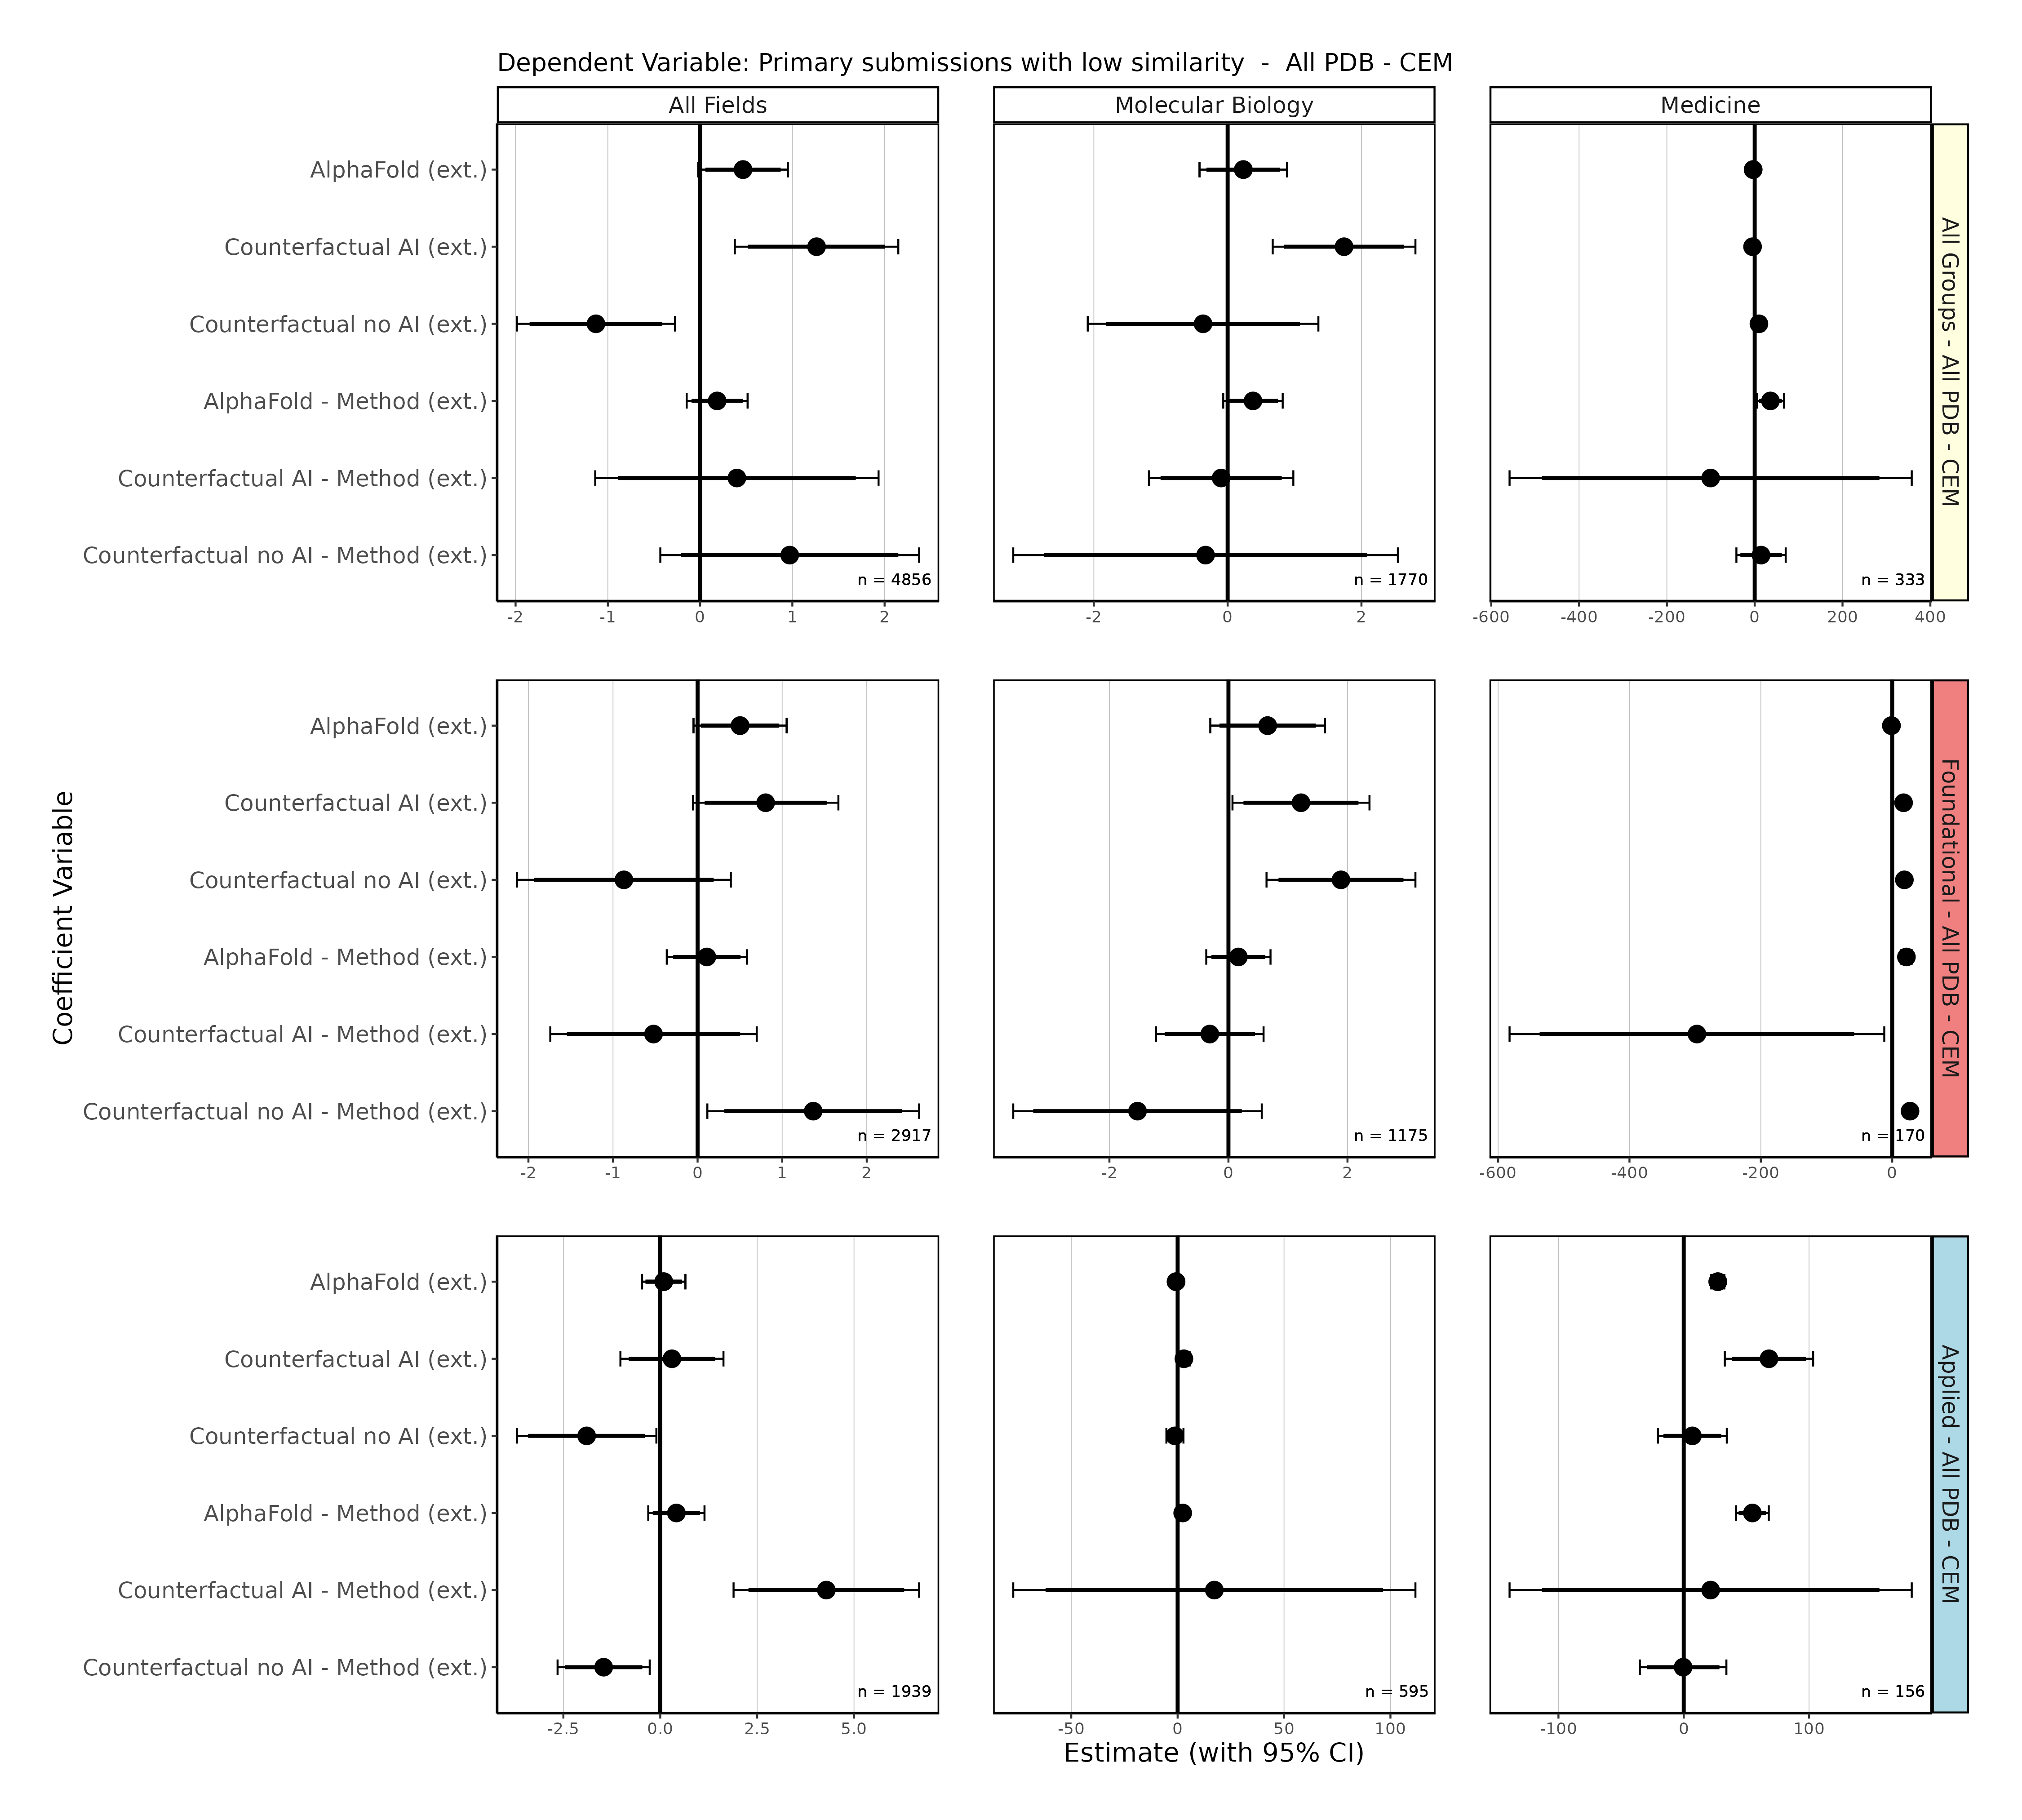 Dependent Variable: Primary submissions with low similarity - All PDB - CEM
All Fields
Molecular Biology
Medicine
AlphaFold (ext.)
Counterfactual AI (ext.)
Counterfactual no AI (ext.)
AlphaFold - Method (ext.)
Counterfactual AI - Method (ext.)
Counterfactual no AI - Method (ext.)
n = 4856
n = 1770
n = 333
-2 -1 0 1 2
-2 0 2
-600 -400 -200 0 200 400
All Groups - All PDB - CEM
Coefficient Variable
AlphaFold (ext.)
Counterfactual AI (ext.)
Counterfactual no AI (ext.)
AlphaFold - Method (ext.)
Counterfactual AI - Method (ext.)
Counterfactual no AI - Method (ext.)
n = 2917
n = 1175
n = 170
-2 -1 0 1 2
-2 0 2
-600 -400 -200 0
Foundational - All PDB - CEM
AlphaFold (ext.)
Counterfactual AI (ext.)
Counterfactual no AI (ext.)
AlphaFold - Method (ext.)
Counterfactual AI - Method (ext.)
Counterfactual no AI - Method (ext.)
n = 1939
n = 595
n = 156
-2.5 0.0 2.5 5.0
-50 0 50 100
-100 0 100
Applied - All PDB - CEM
Estimate (with 95% CI)